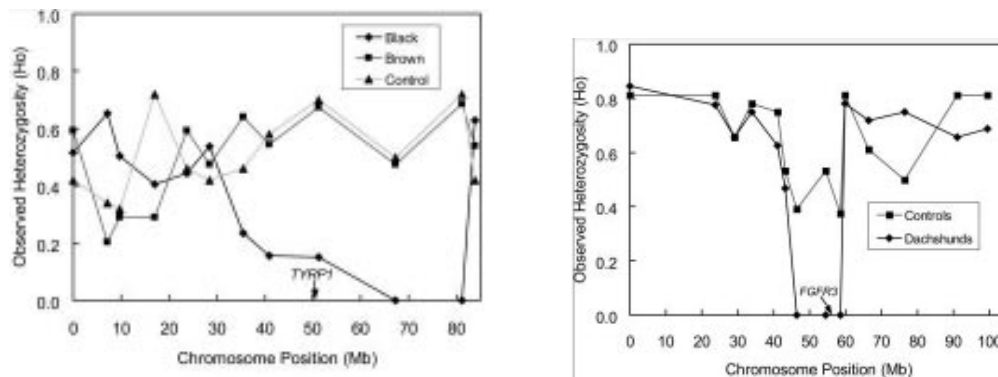 Observed Heterozygosity (Ho)
1.0
0.8
0.6
0.4
0.2
0.0
Black
Brown
Control
TYRP1
0 10 20 30 40 50 60 70 80
Chromosome Position (Mb)
Observed Heterozygosity (Ho)
1.0
0.8
0.6
0.4
0.2
0.0
Controls
Dachshunds
FGFR3
0 10 20 30 40 50 60 70 80 90 100
Chromosome Position (Mb)